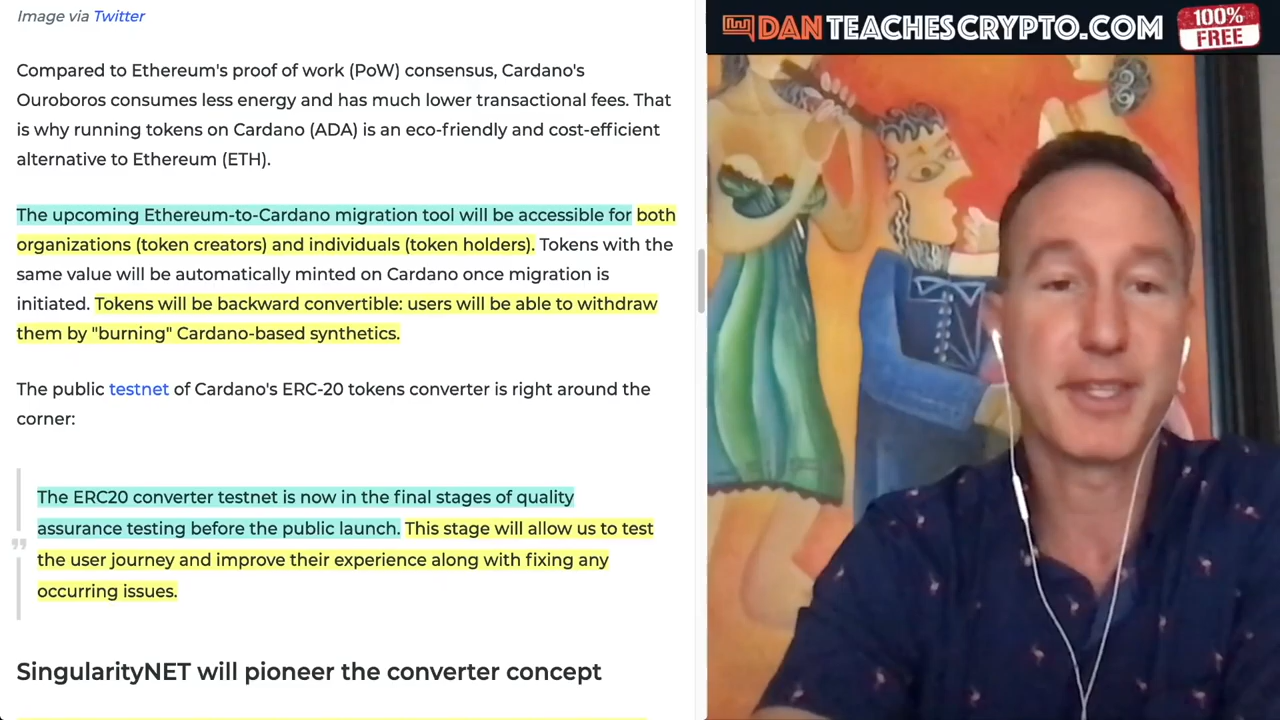 Image via Twitter
Compared to Ethereum's proof of work (PoW) consensus, Cardano's
Ouroboros consumes less energy and has much lower transactional fees. That
is why running tokens on Cardano (ADA) is an eco-friendly and cost-efficient
alternative to Ethereum (ETH).
The upcoming Ethereum-to-Cardano migration tool will be accessible for both
organizations (token creators) and individuals (token holders). Tokens with the
same value will be automatically minted on Cardano once migration is
initiated. Tokens will be backward convertible: users will be able to withdraw
them by "burning" Cardano-based synthetics.
The public testnet of Cardano's ERC-20 tokens converter is right around the
corner:
The ERC20 converter testnet is now in the final stages of quality
assurance testing before the public launch. This stage will allow us to test
the user journey and improve their experience along with fixing any
occurring issues.
SingularityNET will pioneer the converter concept
DANTEACHESCRYPTO.COM
100%
FREE